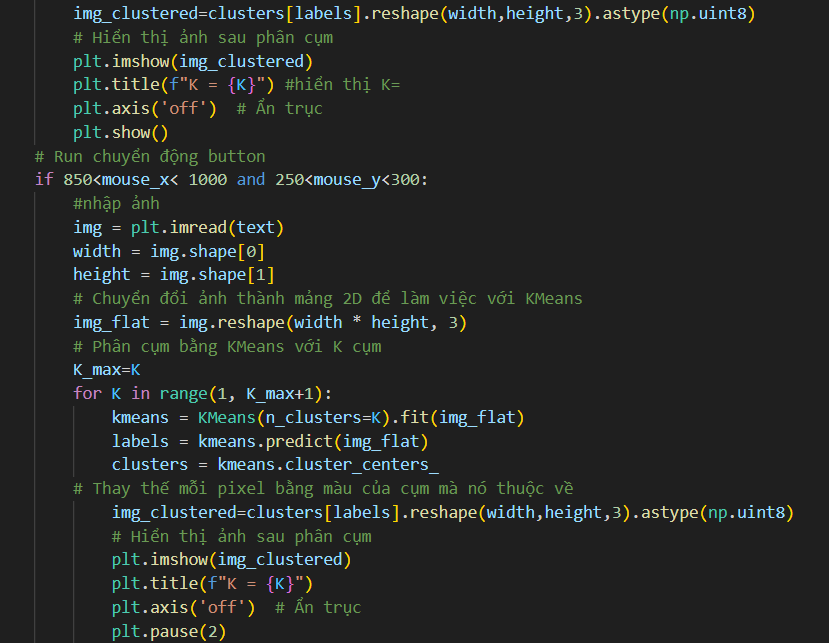 img_clustered=clusters[labels].reshape(width,height,3).astype(np.uint8)
# Hiển thị ảnh sau phân cụm
plt.imshow(img_clustered)
plt.title(f"K = {K}") #hiển thị K=
plt.axis('off')  # Ẩn trục
plt.show()
# Run chuyển động button
if 850<mouse_x< 1000 and 250<mouse_y<300:
#nhập ảnh
img = plt.imread(text)
width = img.shape[0]
height = img.shape[1]
# Chuyển đổi ảnh thành mảng 2D để làm việc với KMeans
img_flat = img.reshape(width * height, 3)
# Phân cụm bằng KMeans với K cụm
K_max=K
for K in range(1, K_max+1):
kmeans = KMeans(n_clusters=K).fit(img_flat)
labels = kmeans.predict(img_flat)
clusters = kmeans.cluster_centers_
# Thay thế mỗi pixel bằng màu của cụm mà nó thuộc về
img_clustered=clusters[labels].reshape(width,height,3).astype(np.uint8)
# Hiển thị ảnh sau phân cụm
plt.imshow(img_clustered)
plt.title(f"K = {K}")
plt.axis('off')  # Ẩn trục
plt.pause(2)